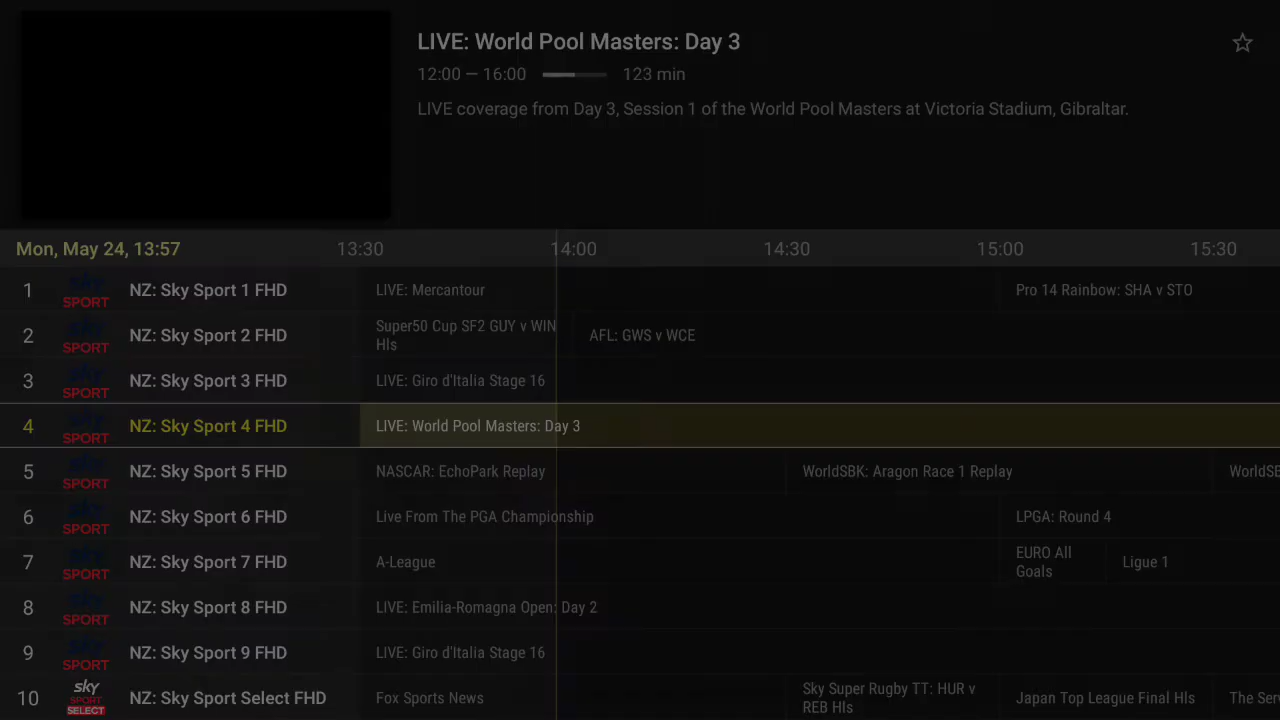 LIVE: World Pool Masters: Day 3
12:00 — 16:00 123 min
LIVE coverage from Day 3, Session 1 of the World Pool Masters at Victoria Stadium, Gibraltar.
Mon, May 24, 13:57 13:30 14:00 14:30 15:00 15:30
1 sky SPORT NZ: Sky Sport 1 FHD LIVE: Mercantour Pro 14 Rainbow: SHA v STO
2 sky SPORT NZ: Sky Sport 2 FHD Super50 Cup SF2 GUY v WIN Hls AFL: GWS v WCE
3 sky SPORT NZ: Sky Sport 3 FHD LIVE: Giro d'Italia Stage 16
4 sky SPORT NZ: Sky Sport 4 FHD LIVE: World Pool Masters: Day 3
5 sky SPORT NZ: Sky Sport 5 FHD NASCAR: EchoPark Replay WorldSBK: Aragon Race 1 Replay WorldSB
6 sky SPORT NZ: Sky Sport 6 FHD Live From The PGA Championship LPGA: Round 4
7 sky SPORT NZ: Sky Sport 7 FHD A-League EURO All Goals Ligue 1
8 sky SPORT NZ: Sky Sport 8 FHD LIVE: Emilia-Romagna Open: Day 2
9 sky SPORT NZ: Sky Sport 9 FHD LIVE: Giro d'Italia Stage 16
10 sky SPORT SELECT NZ: Sky Sport Select FHD Fox Sports News Sky Super Rugby TT: HUR v REB Hls Japan Top League Final Hls The Ser